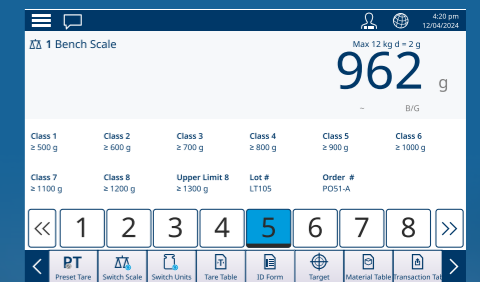 4:20 pm
12/04/2024
1 Bench Scale
Max 12 kg d = 2 g
962 g
~ B/G
Class 1 Class 2 Class 3 Class 4 Class 5 Class 6
≥ 500 g ≥ 600 g ≥ 700 g ≥ 800 g ≥ 900 g ≥ 1000 g
Class 7 Class 8 Upper Limit 8 Lot # Order #
≥ 1100 g ≥ 1200 g ≥ 1300 g LT105 PO51-A
<< 1 2 3 4 5 6 7 8 >>
< PT >
Preset Tare Switch Scale Switch Units Tare Table ID Form Target Material Table Transaction Tal